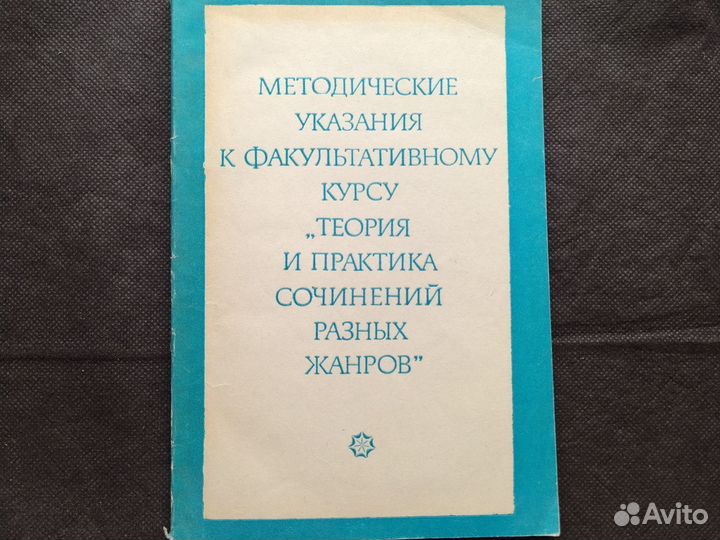 МЕТОДИЧЕСКИЕ
УКАЗАНИЯ
К ФАКУЛЬТАТИВНОМУ
КУРСУ
„ТЕОРИЯ
И ПРАКТИКА
СОЧИНЕНИЙ
РАЗНЫХ
ЖАНРОВ”
Avito